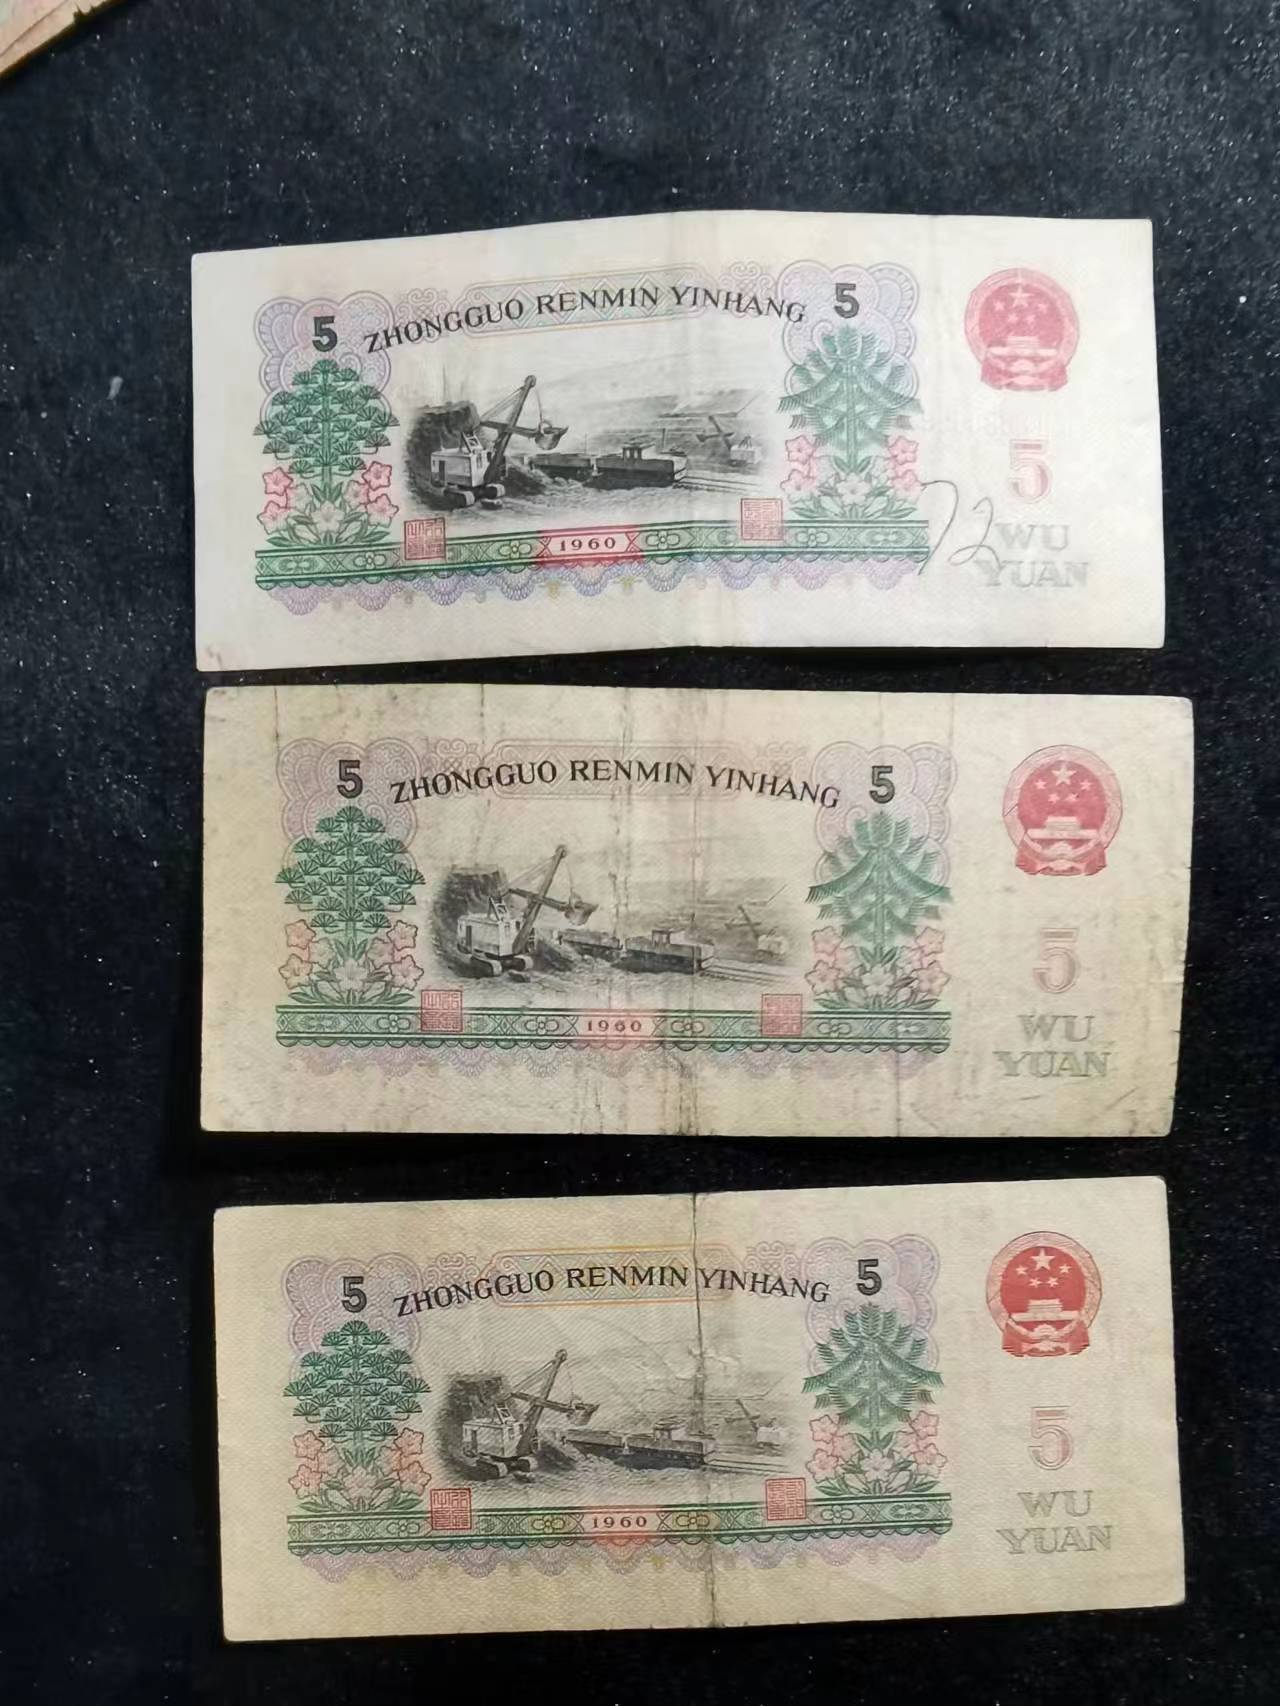 5 ZHONGGUO RENMIN YINHANG 5
5
72 WU
1960 YUAN
5 ZHONGGUO RENMIN YINHANG 5
5
1960 WU
YUAN
5 ZHONGGUO RENMIN YINHANG 5
5
WU
1960 YUAN